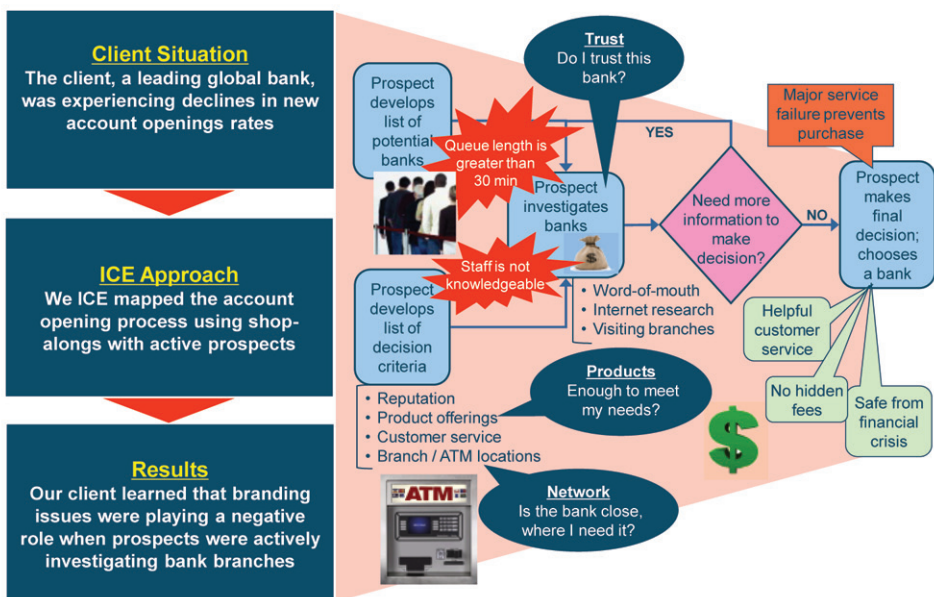 Client Situation
The client, a leading global bank,
was experiencing declines in new
account openings rates
ICE Approach
We ICE mapped the account
opening process using shop-
alongs with active prospects
Results
Our client learned that branding
issues were playing a negative
role when prospects were actively
investigating bank branches
Prospect
develops
list of
potential
banks
Queue length is
greater than
30 min
Trust
Do I trust this
bank?
YES
Major service
failure prevents
purchase
Prospect
investigates
banks
$
Need more
information to
make
decision?
NO
Prospect
makes
final
decision;
chooses
a bank
Staff is not
knowledgeable
Prospect
develops
list of
decision
criteria
• Word-of-mouth
• Internet research
• Visiting branches
Helpful
customer
service
No hidden
fees
Safe from
financial
crisis
• Reputation
• Product offerings
• Customer service
• Branch / ATM locations
Products
Enough to meet
my needs?
$
ATM
Network
Is the bank close,
where I need it?